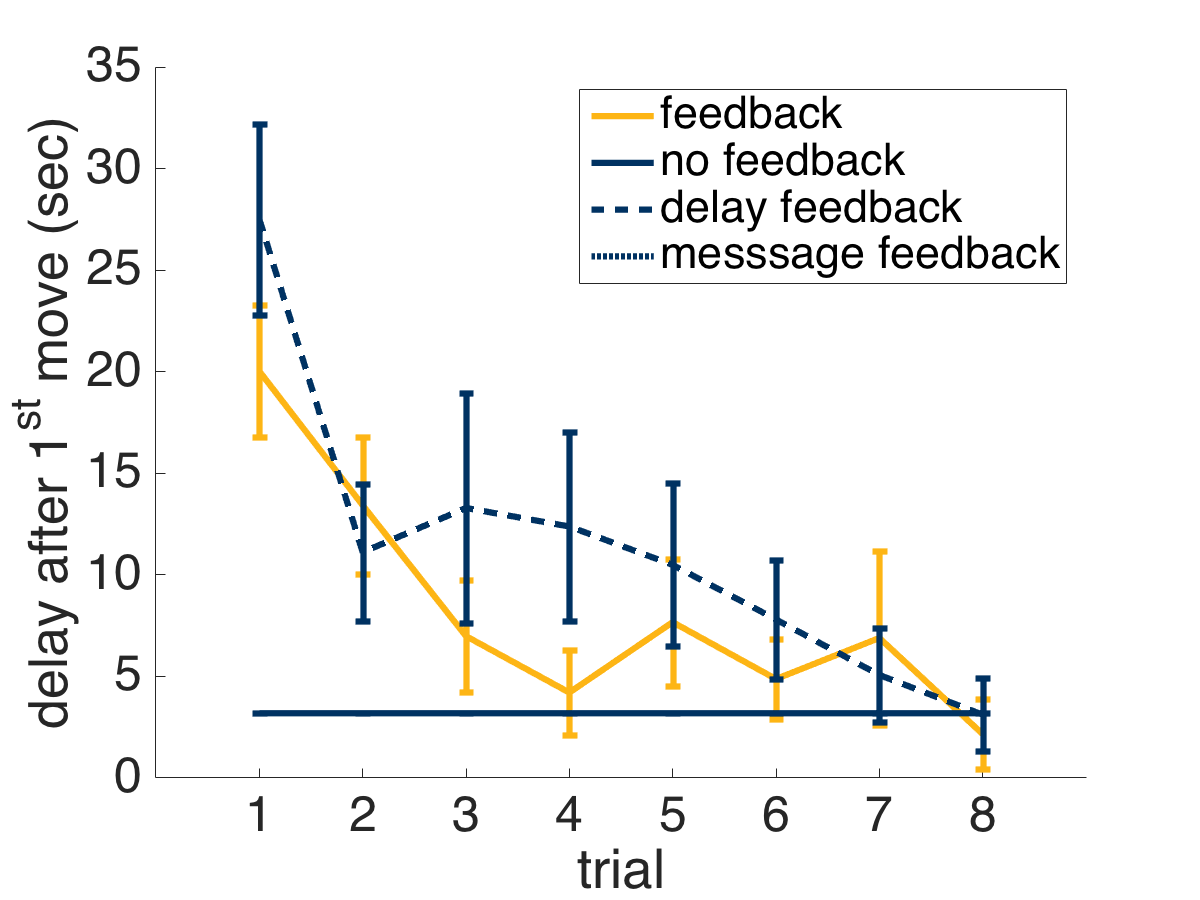 35
30
25
20
15
10
5
0
delay after 1st move (sec)
feedback
no feedback
delay feedback
messsage feedback
1 2 3 4 5 6 7 8
trial